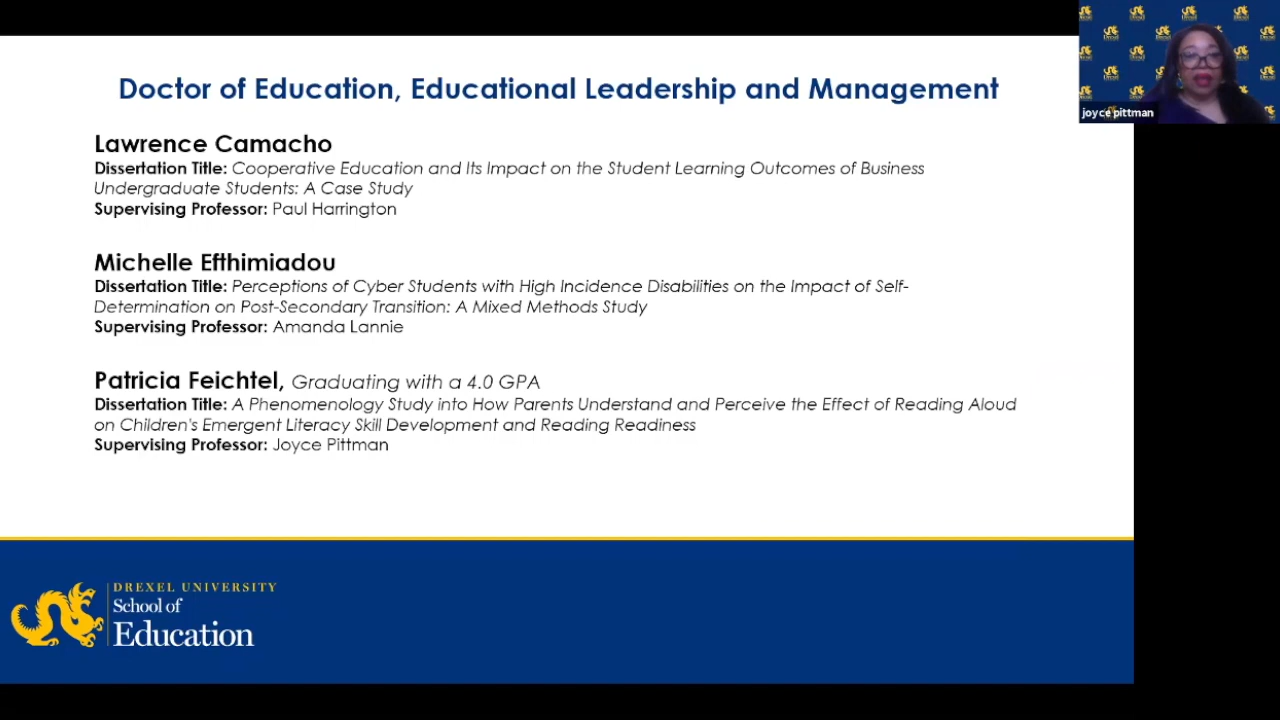 Doctor of Education, Educational Leadership and Management
Lawrence Camacho
Dissertation Title: Cooperative Education and Its Impact on the Student Learning Outcomes of Business
Undergraduate Students: A Case Study
Supervising Professor: Paul Harrington
Michelle Efthimiadou
Dissertation Title: Perceptions of Cyber Students with High Incidence Disabilities on the Impact of Self-
Determination on Post-Secondary Transition: A Mixed Methods Study
Supervising Professor: Amanda Lannie
Patricia Feichtel, Graduating with a 4.0 GPA
Dissertation Title: A Phenomenology Study into How Parents Understand and Perceive the Effect of Reading Aloud
on Children's Emergent Literacy Skill Development and Reading Readiness
Supervising Professor: Joyce Pittman
DREXEL UNIVERSITY
School of
Education
joyce pittman